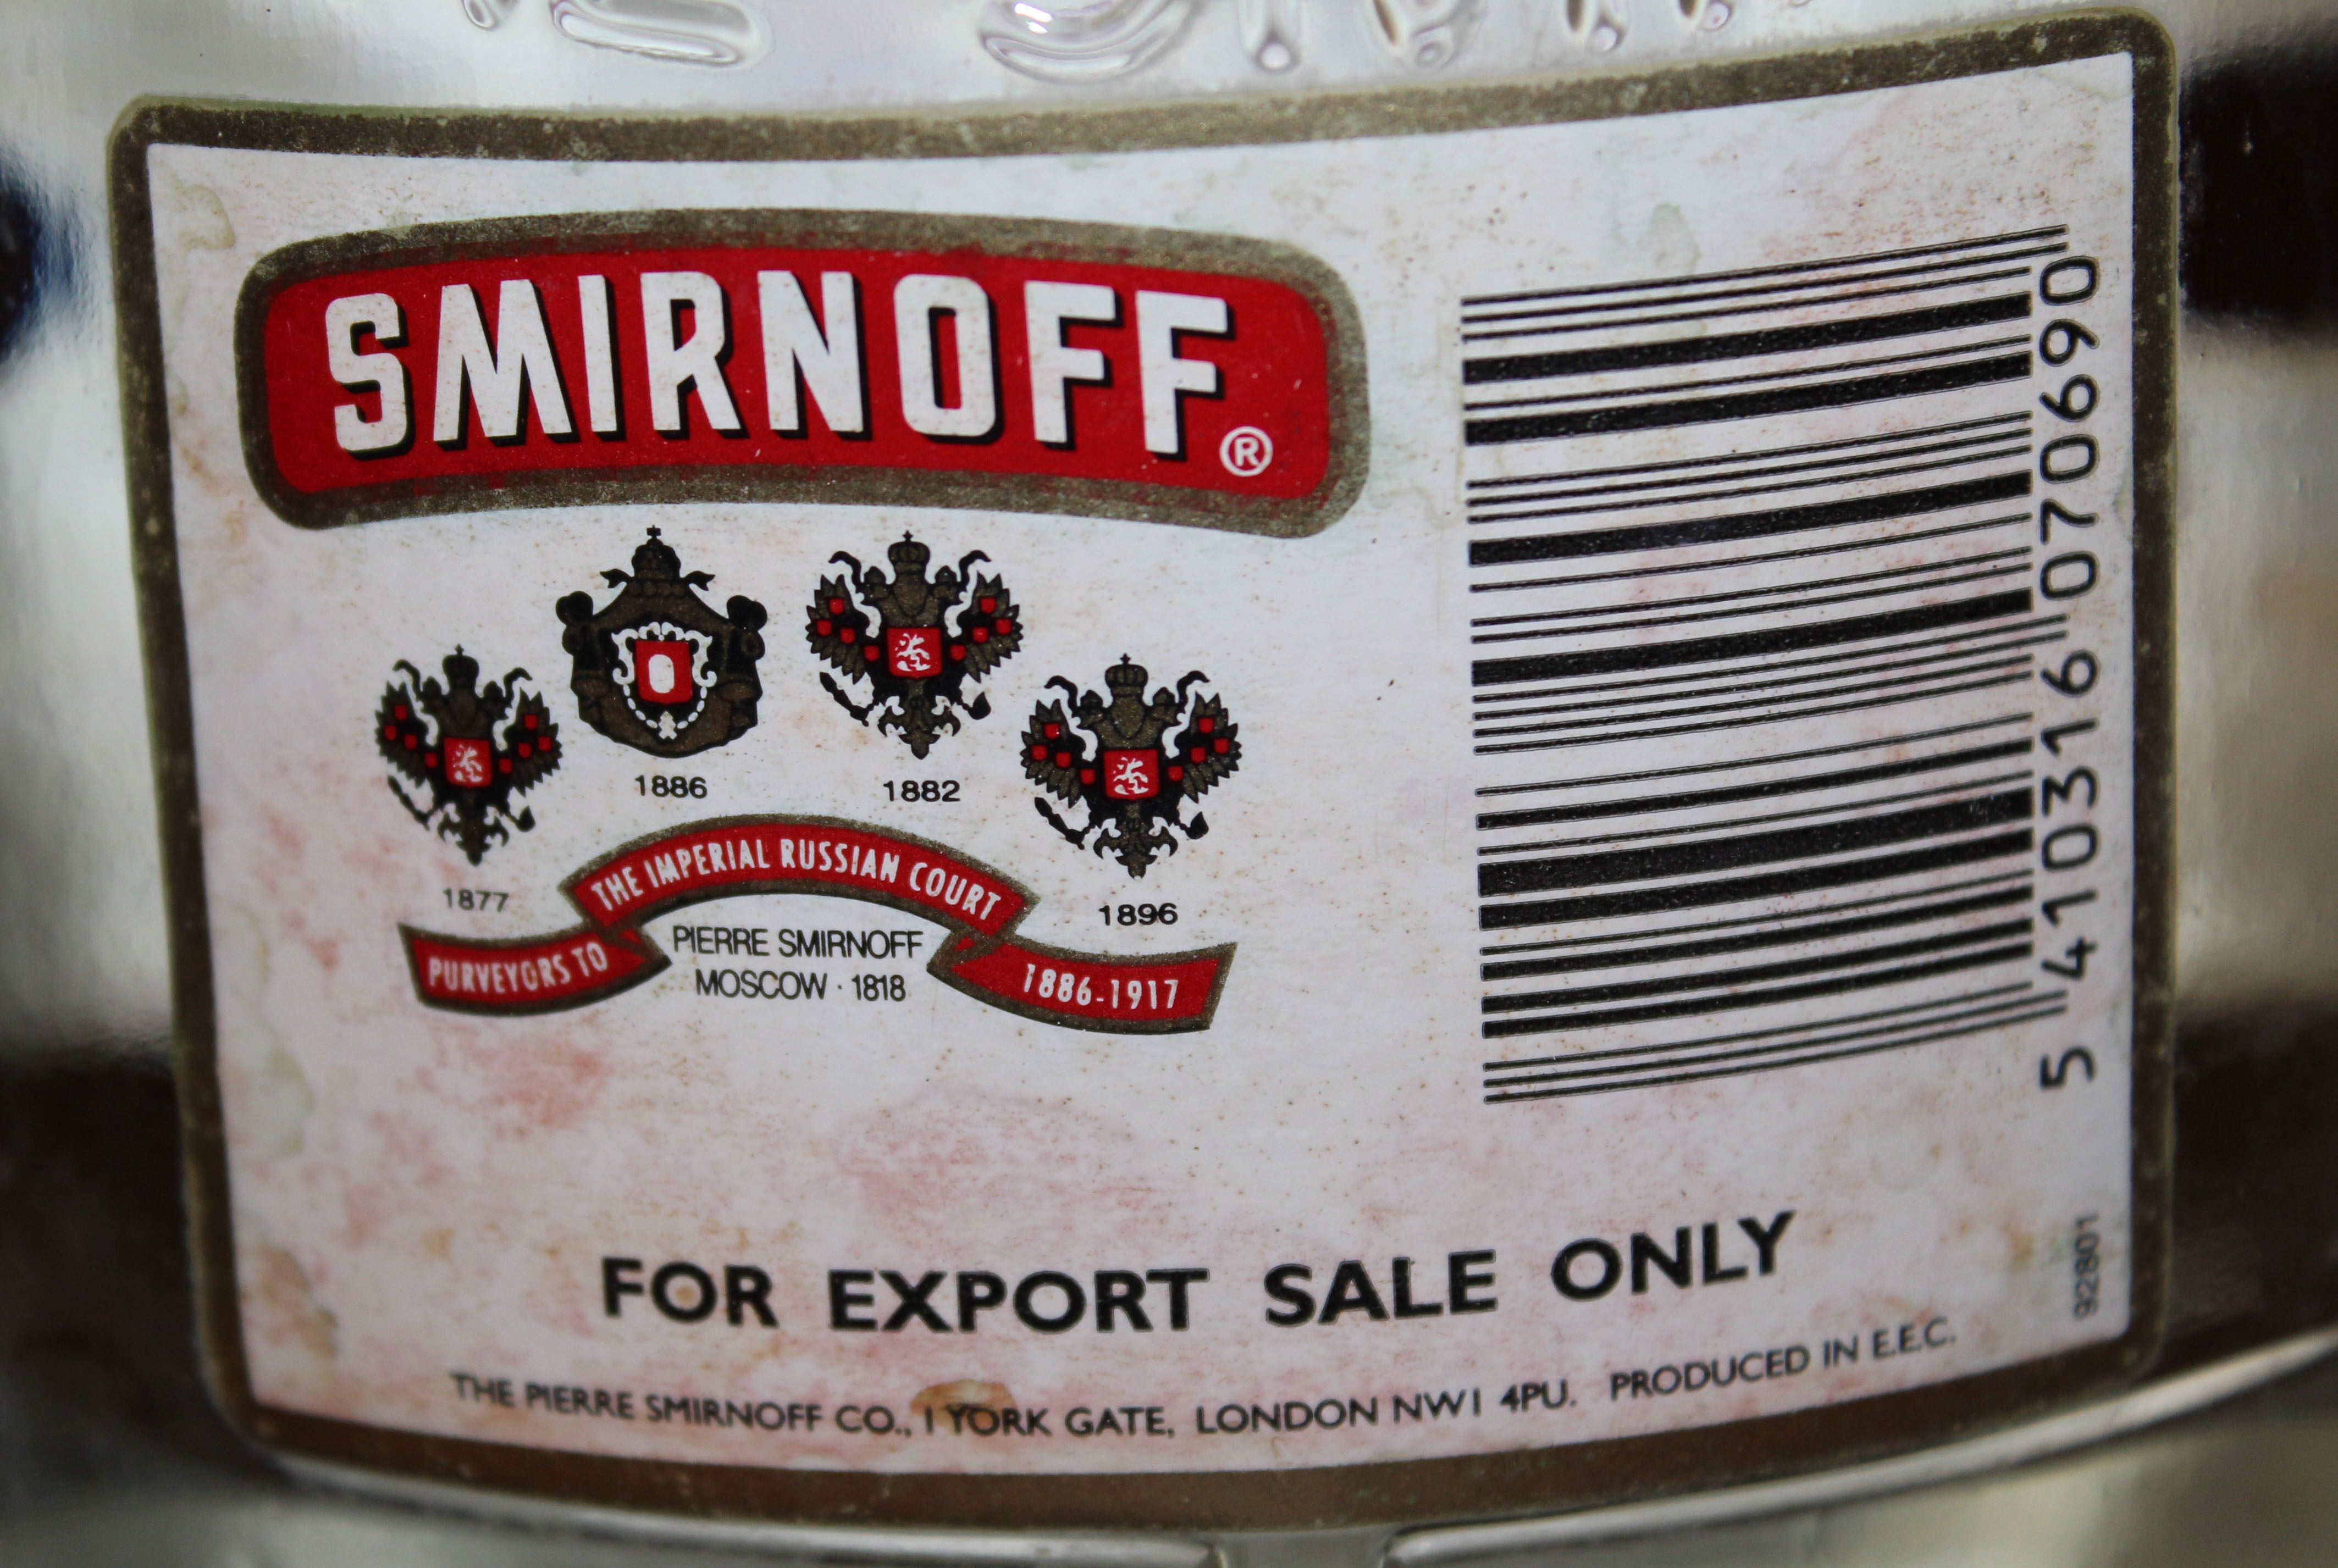 SMIRNOFF®
1886
1882
1877
1896
PURVEYORS TO THE IMPERIAL RUSSIAN COURT 1886-1917
PIERRE SMIRNOFF
MOSCOW · 1818
5 410316 070690
FOR EXPORT SALE ONLY
THE PIERRE SMIRNOFF CO., 1 YORK GATE, LONDON NW1 4PU. PRODUCED IN E.E.C.
92801